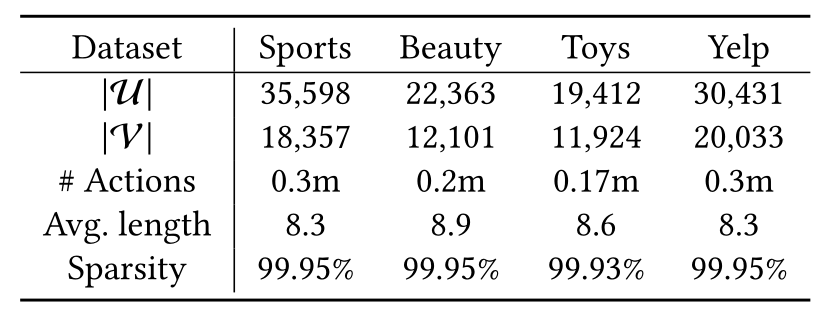 Dataset Sports Beauty Toys Yelp
|𝒰| 35,598 22,363 19,412 30,431
|𝒱| 18,357 12,101 11,924 20,033
# Actions 0.3m 0.2m 0.17m 0.3m
Avg. length 8.3 8.9 8.6 8.3
Sparsity 99.95% 99.95% 99.93% 99.95%